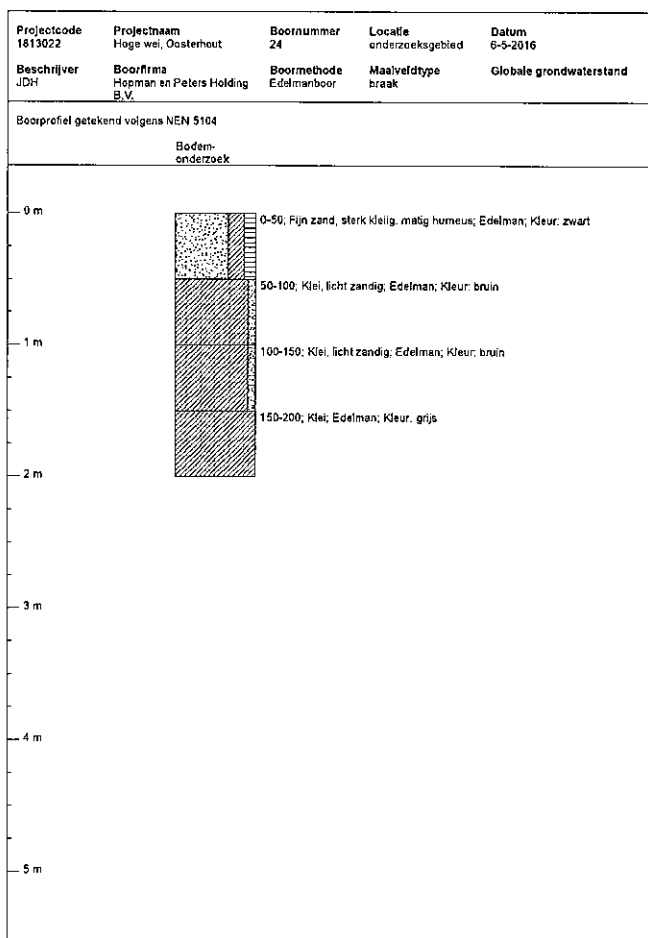 Projectcode Projectnaam Boornummer Locatie Datum
1813022 Hoge wei, Oosterhout 24 onderzoeksgebied 6-5-2016
Beschrijver Boorfirma Boormethode Maaiveldtype Globale grondwaterstand
JDH Hopman en Peters Holding B.V. Edelmanboor braak
Boorprofiel getekend volgens NEN 5104
Bodem-
onderzoek
0 m
0-50; Fijn zand, sterk kleiig, matig humeus; Edelman; Kleur: zwart
50-100; Klei, licht zandig; Edelman; Kleur: bruin
1 m
100-150; Klei, licht zandig; Edelman; Kleur: bruin
150-200; Klei; Edelman; Kleur: grijs
2 m
3 m
4 m
5 m